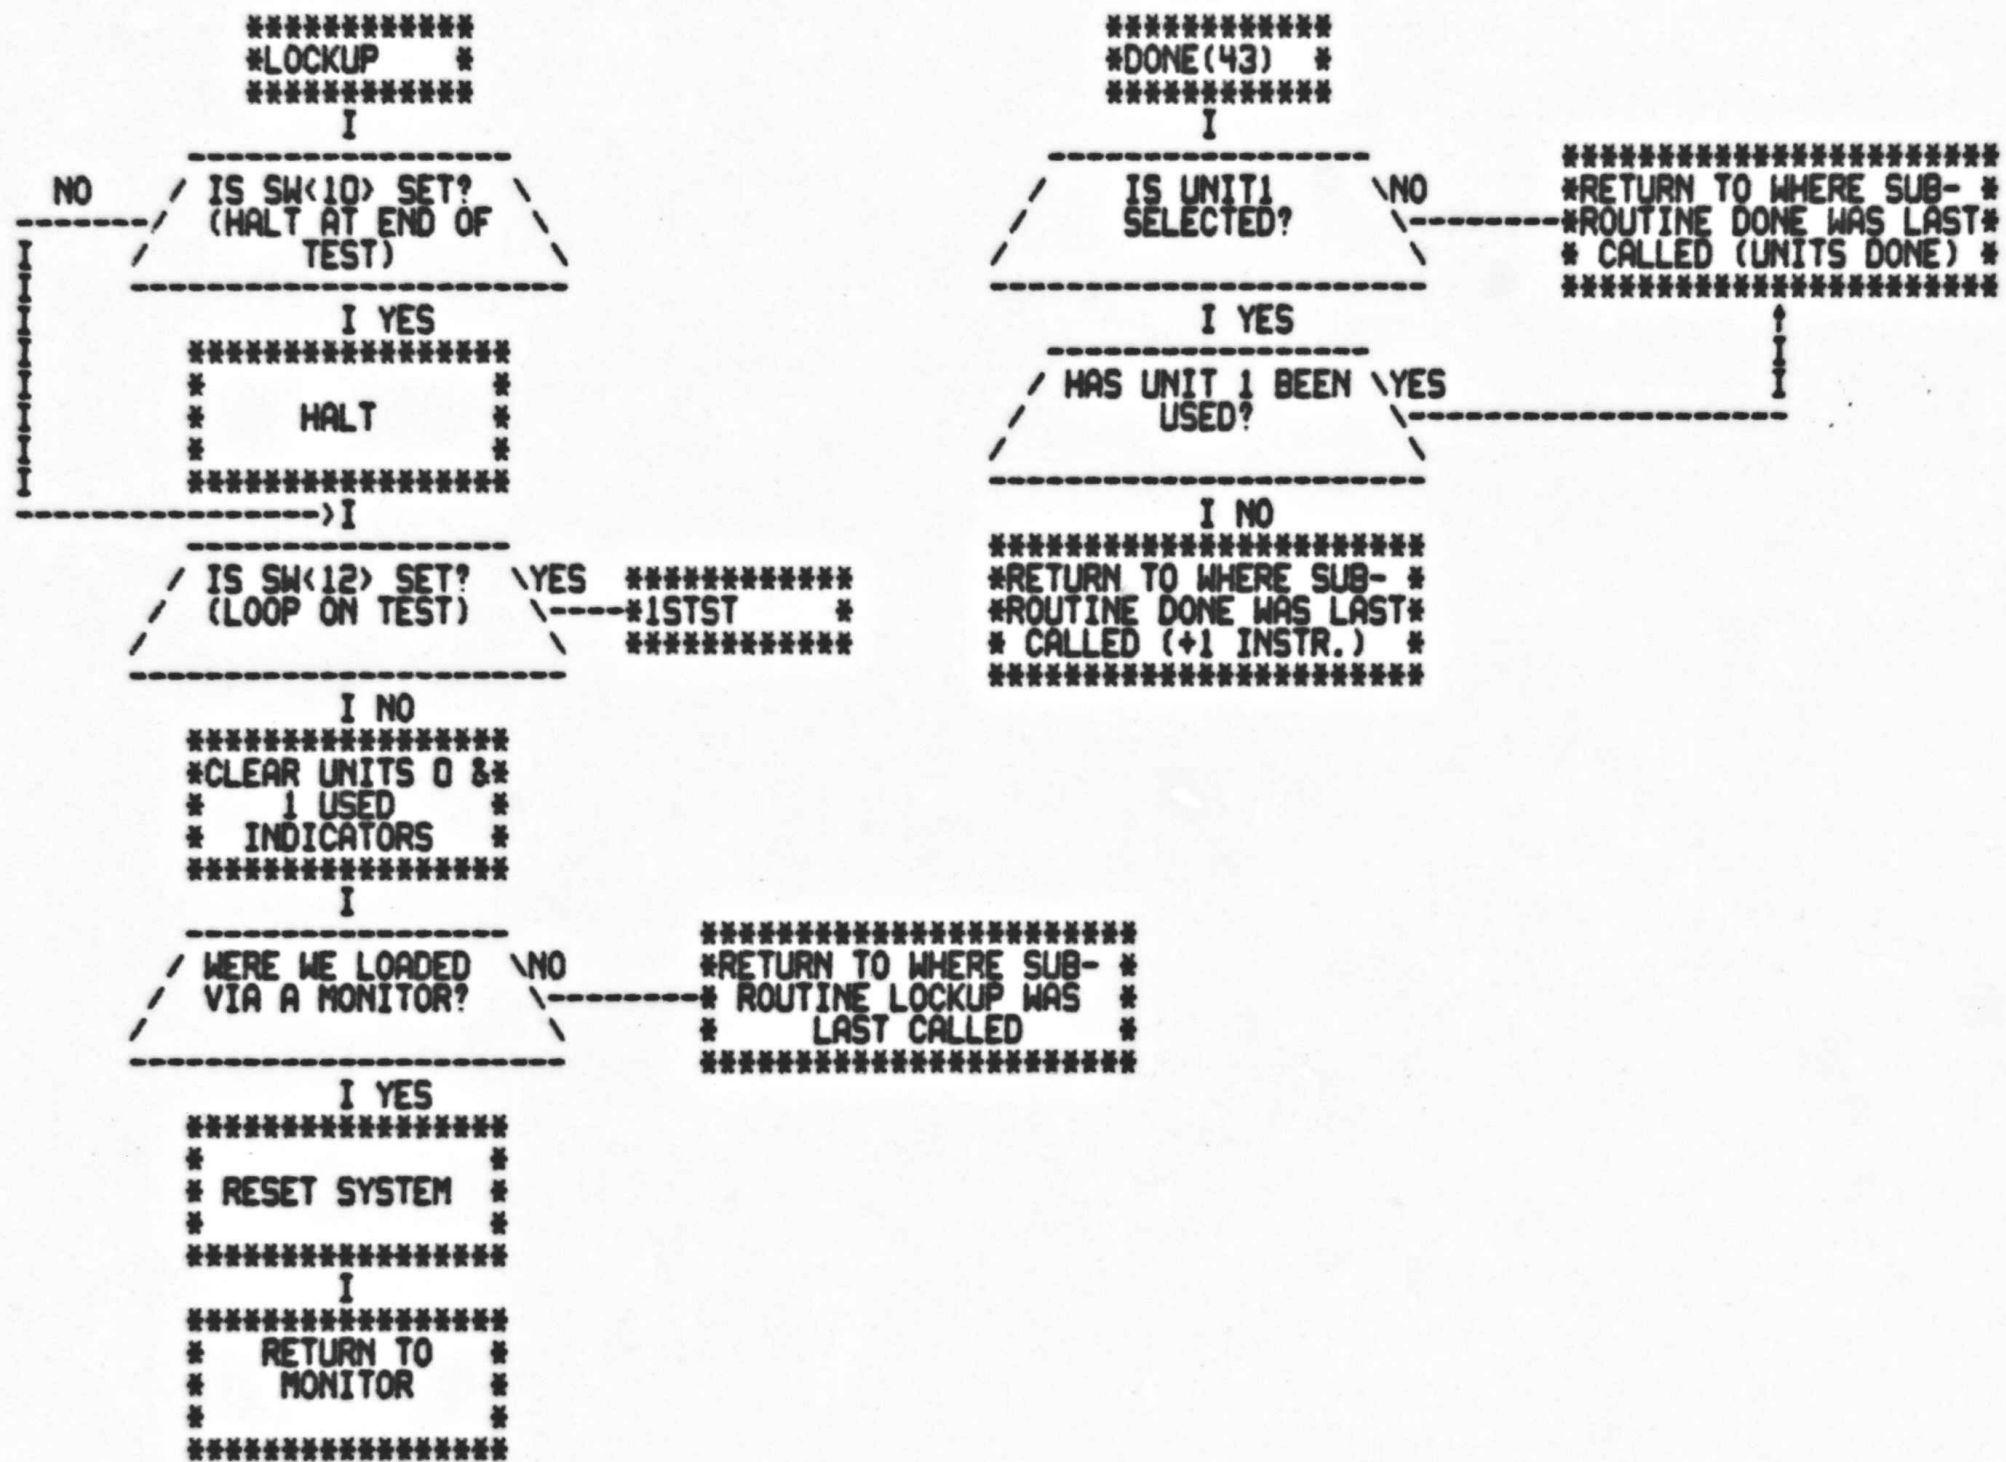 LOCKUP
NO
IS SW<10> SET?
(HALT AT END OF
TEST)
YES
HALT
IS SW<12> SET?
(LOOP ON TEST)
YES
1STST
NO
CLEAR UNITS 0 &
1 USED
INDICATORS
WERE WE LOADED
VIA A MONITOR?
NO
RETURN TO WHERE SUB-
ROUTINE LOCKUP WAS
LAST CALLED
YES
RESET SYSTEM
RETURN TO
MONITOR
DONE(43)
IS UNIT1
SELECTED?
NO
RETURN TO WHERE SUB-
ROUTINE DONE WAS LAST
CALLED (UNITS DONE)
YES
HAS UNIT 1 BEEN
USED?
YES
NO
RETURN TO WHERE SUB-
ROUTINE DONE WAS LAST
CALLED (+1 INSTR.)